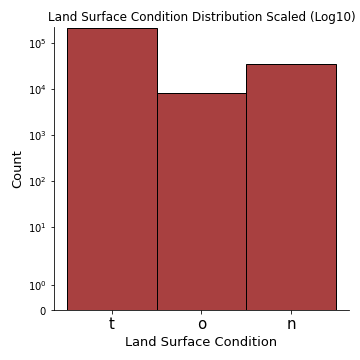 Land Surface Condition Distribution Scaled (Log10)
Count
10⁵
10⁴
10³
10²
10¹
10⁰
0
t o n
Land Surface Condition